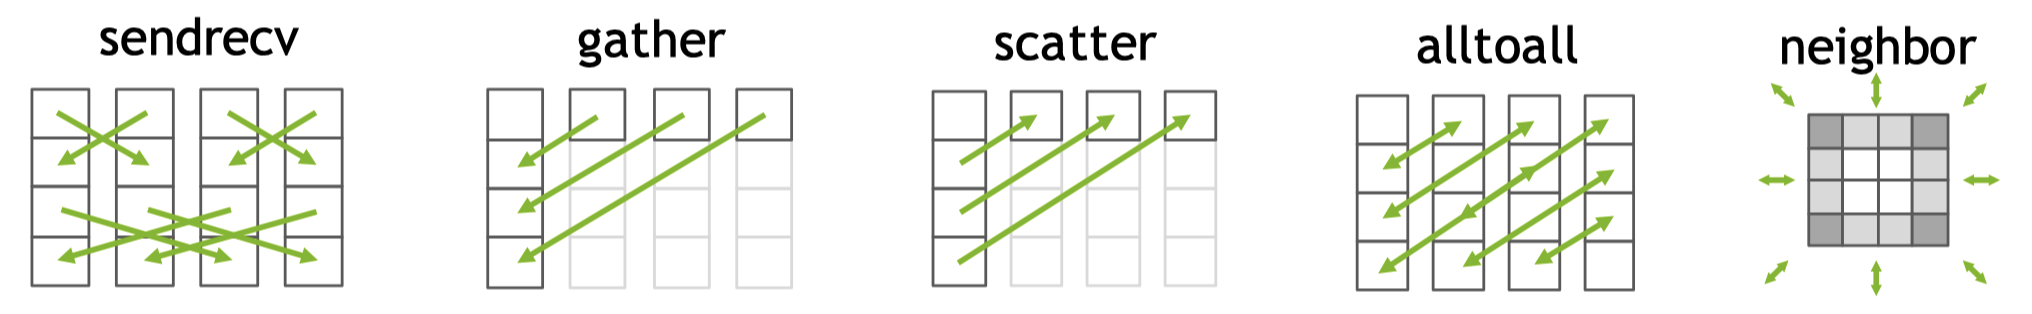 sendrecv
gather
scatter
alltoall
neighbor